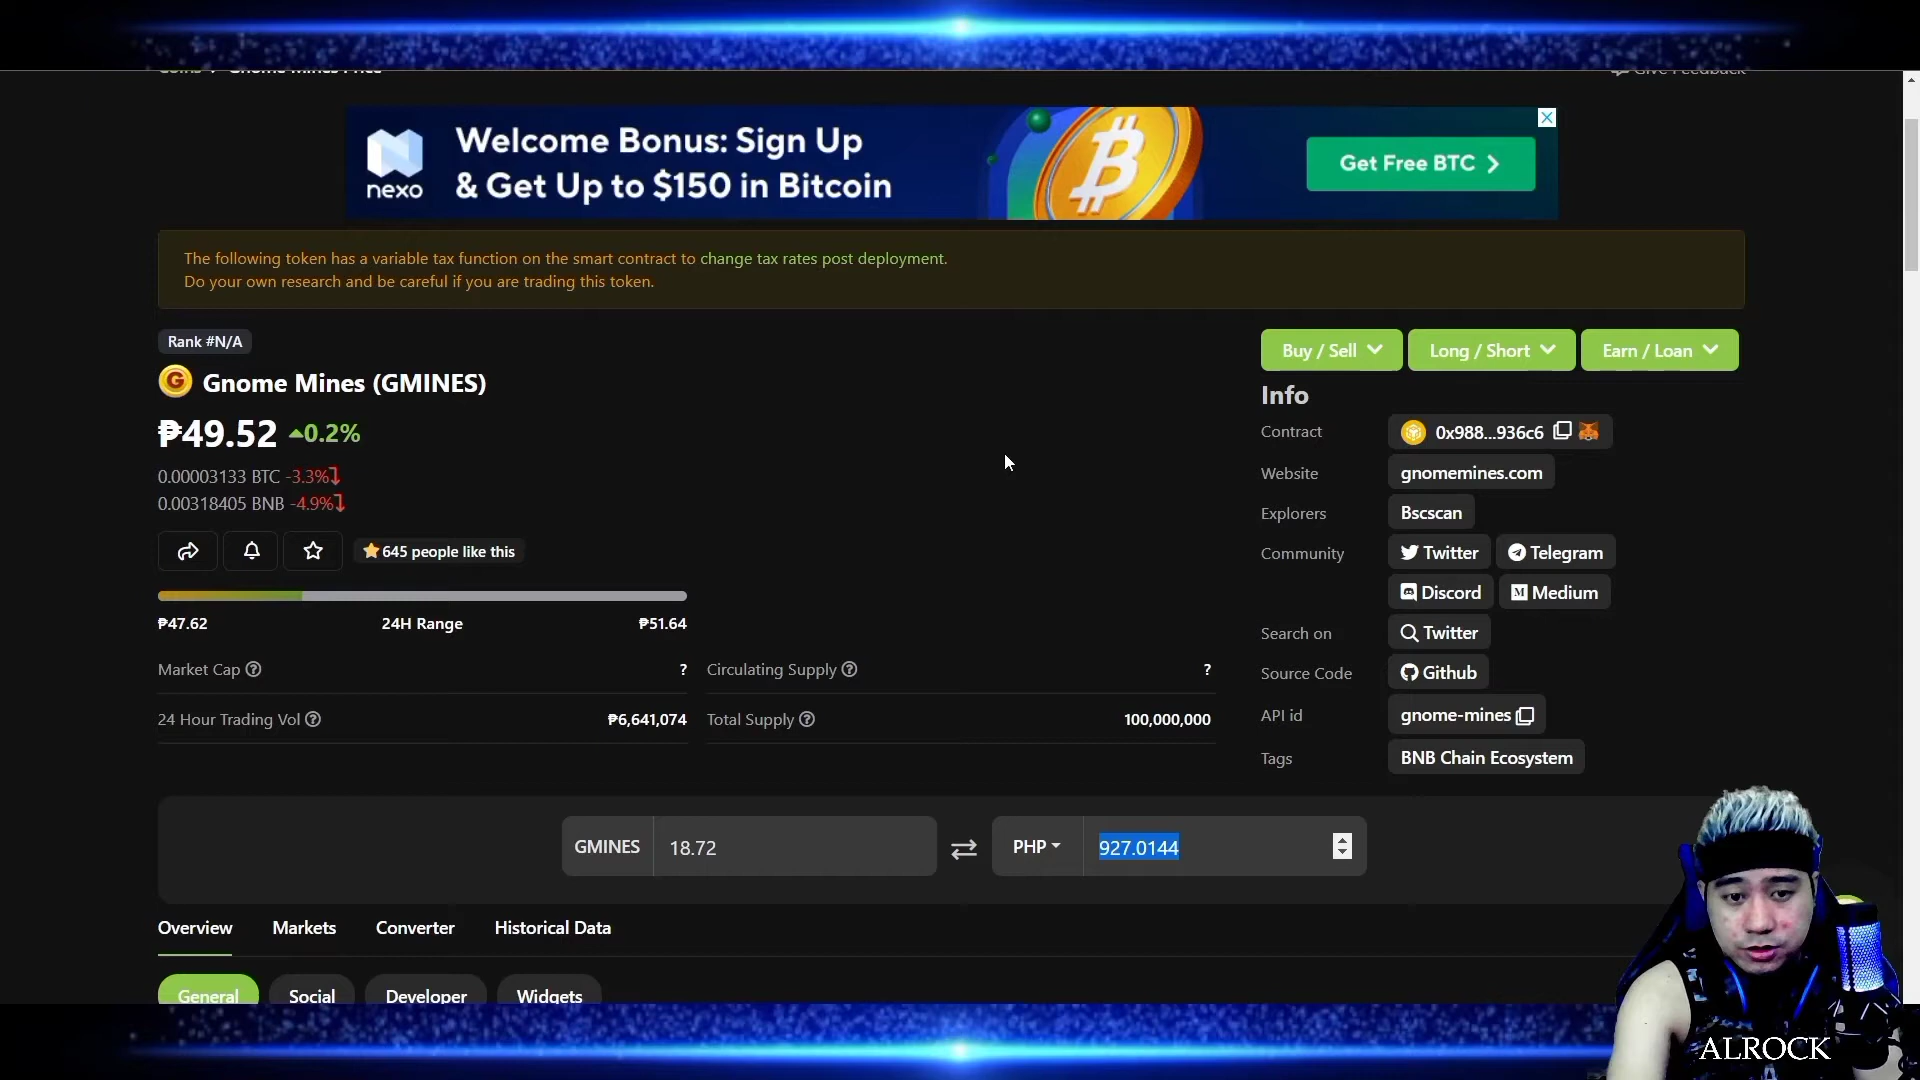 Coins > Gnome Mines Price
Give Feedback
nexo
Welcome Bonus: Sign Up
& Get Up to $150 in Bitcoin
Get Free BTC
The following token has a variable tax function on the smart contract to change tax rates post deployment.
Do your own research and be careful if you are trading this token.
Rank #N/A
Gnome Mines (GMINES)
₱49.52 0.2%
0.00003133 BTC -3.3%
0.00318405 BNB -4.9%
645 people like this
₱47.62 24H Range ₱51.64
Market Cap ?
Circulating Supply ?
24 Hour Trading Vol ₱6,641,074
Total Supply 100,000,000
Buy / Sell Long / Short Earn / Loan
Info
Contract 0x988...936c6
Website gnomemines.com
Explorers Bscscan
Community Twitter Telegram
Discord Medium
Search on Twitter
Source Code Github
API id gnome-mines
Tags BNB Chain Ecosystem
GMINES 18.72 PHP 927.0144
Overview Markets Converter Historical Data
General Social Developer Widgets
ALROCK